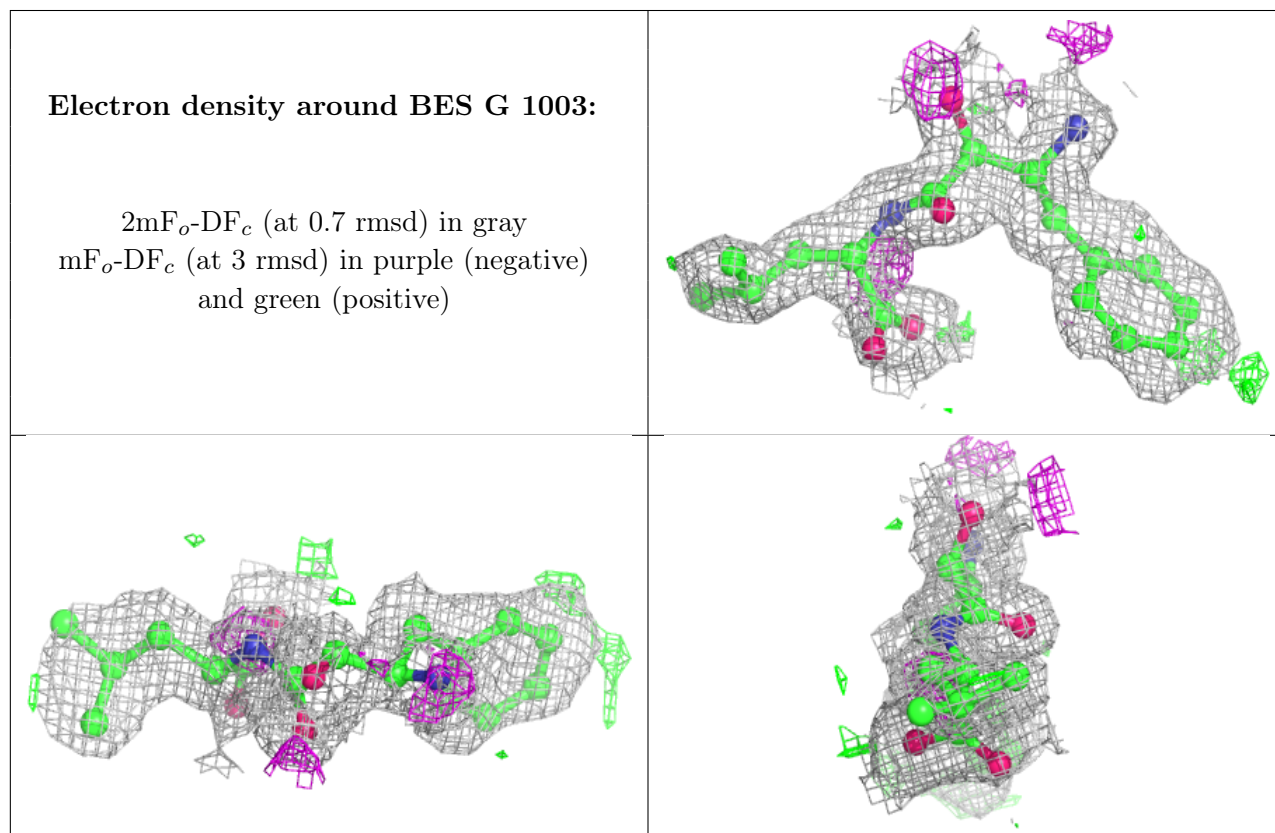 Electron density around BES G 1003:
2mFo-DFc (at 0.7 rmsd) in gray
mFo-DFc (at 3 rmsd) in purple (negative)
and green (positive)